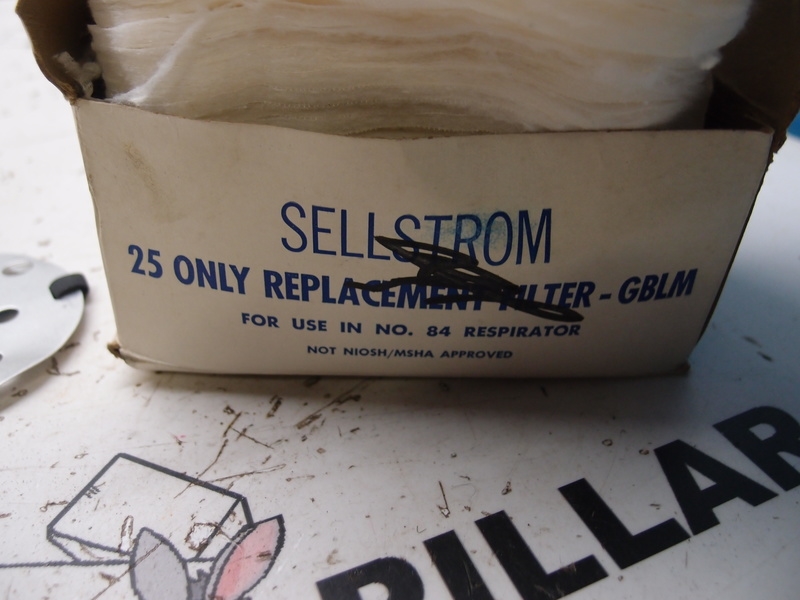 SELLSTROM
25 ONLY REPLACEMENT FILTER - GBLM
FOR USE IN NO. 84 RESPIRATOR
NOT NIOSH/MSHA APPROVED
PILLAR